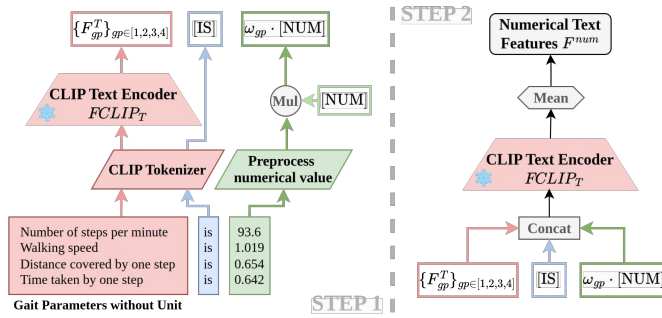 {F^T_gp}gp∈[1,2,3,4] [IS] ω_gp · [NUM]
CLIP Text Encoder
FCLIP_T
Mul
[NUM]
CLIP Tokenizer
Preprocess
numerical value
Number of steps per minute is 93.6
Walking speed is 1.019
Distance covered by one step is 0.654
Time taken by one step is 0.642
Gait Parameters without Unit
STEP 1
STEP 2
Numerical Text
Features F^num
Mean
CLIP Text Encoder
FCLIP_T
Concat
{F^T_gp}gp∈[1,2,3,4] [IS] ω_gp · [NUM]